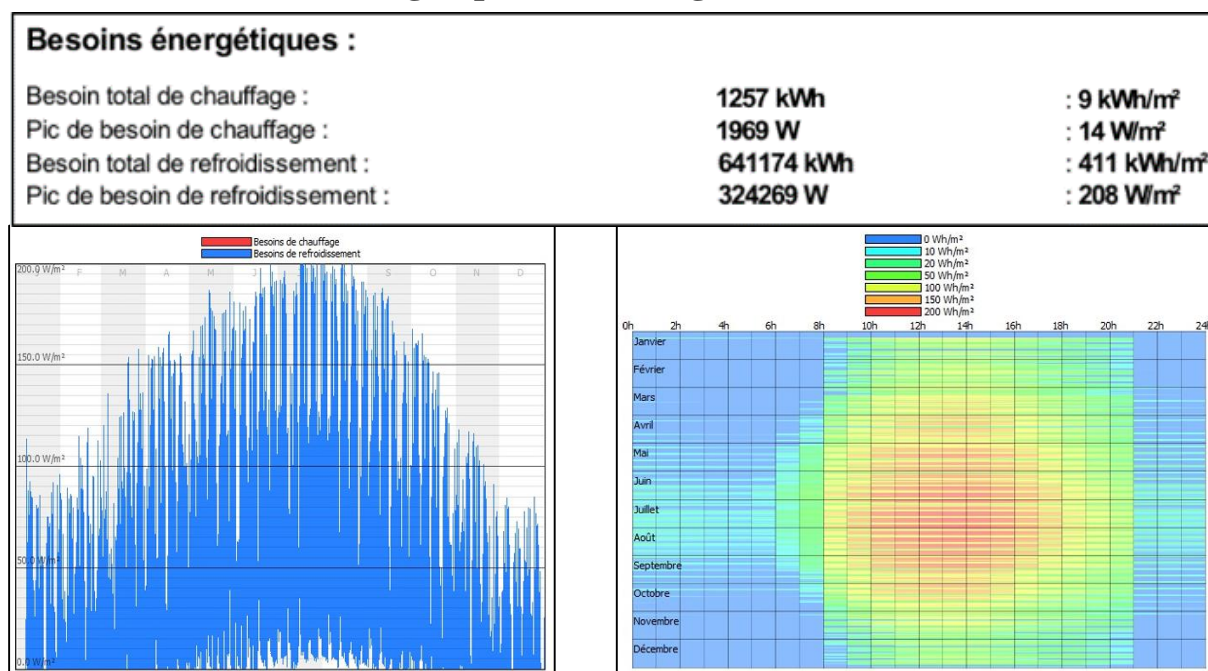 Besoins énergétiques :
Besoin total de chauffage : 1257 kWh : 9 kWh/m²
Pic de besoin de chauffage : 1969 W : 14 W/m²
Besoin total de refroidissement : 641174 kWh : 411 kWh/m²
Pic de besoin de refroidissement : 324269 W : 208 W/m²
Besoins de chauffage
Besoins de refroidissement
200.0 W/m²
F M A M J J A S O N D
150.0 W/m²
100.0 W/m²
50.0 W/m²
0.0 W/m²
0 Wh/m²
10 Wh/m²
20 Wh/m²
50 Wh/m²
100 Wh/m²
150 Wh/m²
200 Wh/m²
0h 2h 4h 6h 8h 10h 12h 14h 16h 18h 20h 22h 24h
Janvier
Février
Mars
Avril
Mai
Juin
Juillet
Août
Septembre
Octobre
Novembre
Décembre